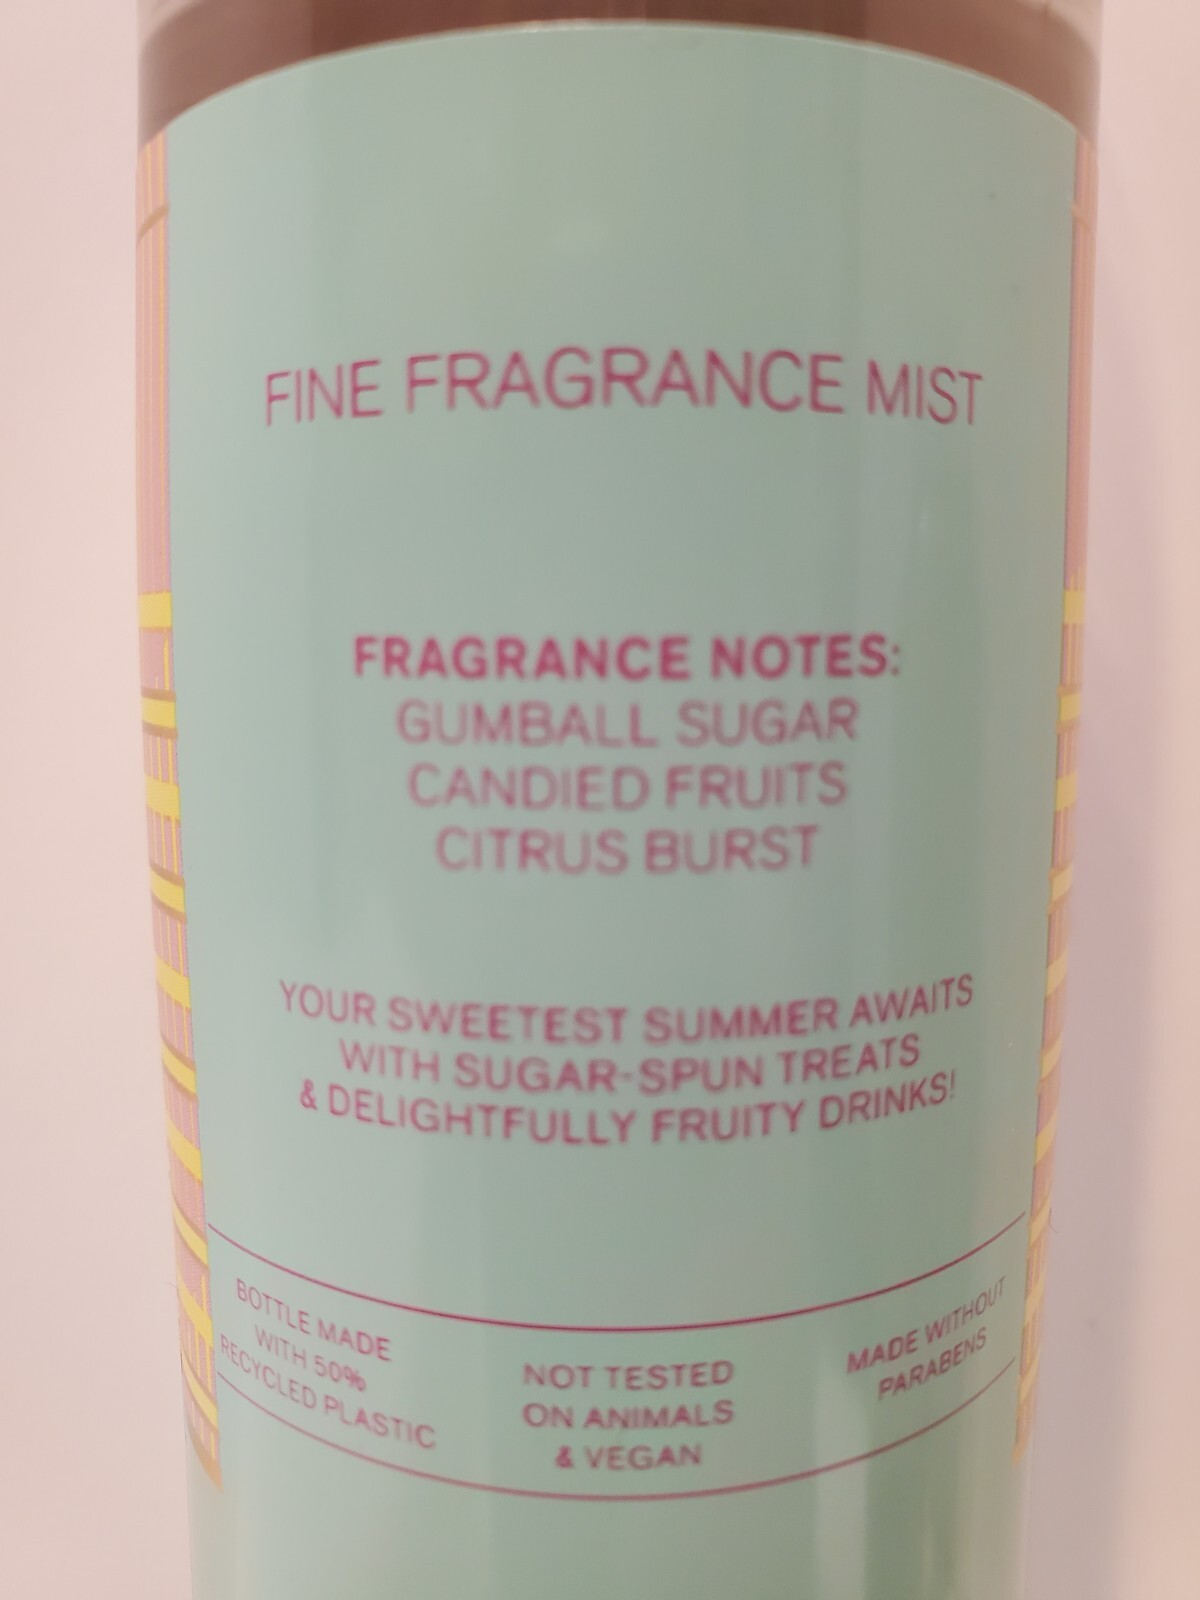 FINE FRAGRANCE MIST
FRAGRANCE NOTES:
GUMBALL SUGAR
CANDIED FRUITS
CITRUS BURST
YOUR SWEETEST SUMMER AWAITS
WITH SUGAR-SPUN TREATS
& DELIGHTFULLY FRUITY DRINKS!
BOTTLE MADE
WITH 50%
RECYCLED PLASTIC
NOT TESTED
ON ANIMALS
& VEGAN
MADE WITHOUT
PARABENS